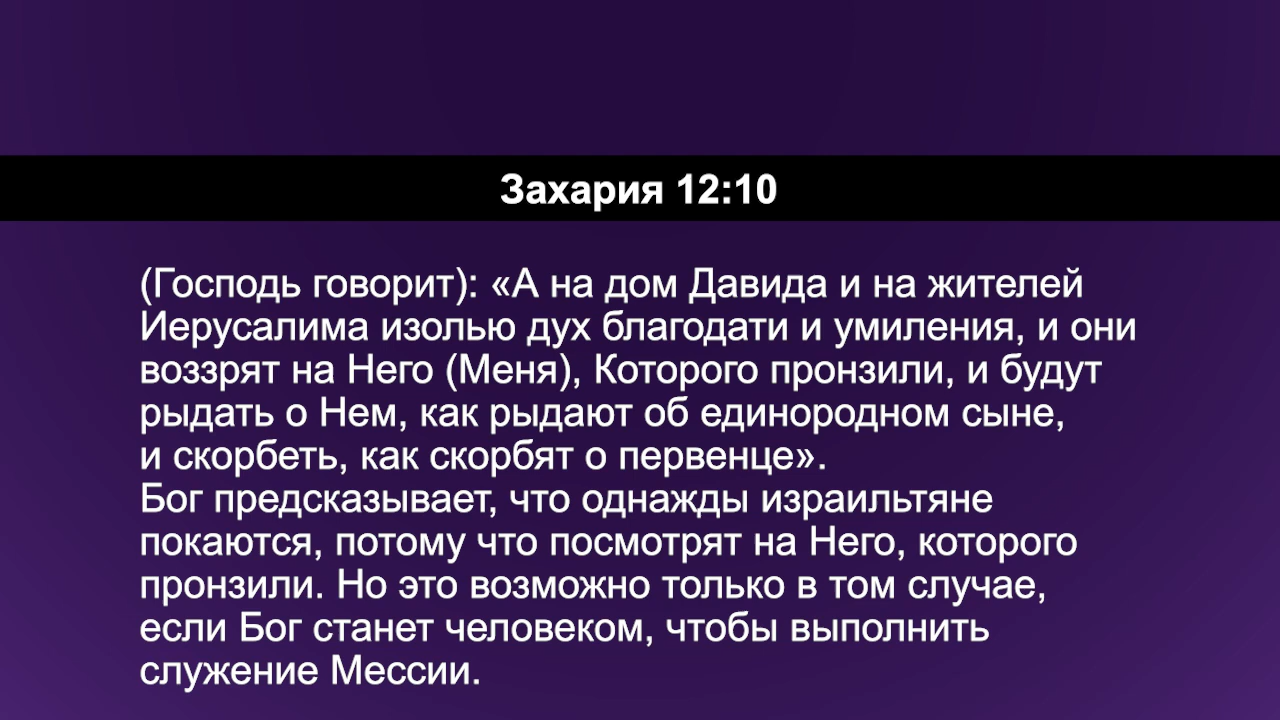 Захария 12:10
(Господь говорит): «А на дом Давида и на жителей
Иерусалима изолью дух благодати и умиления, и они
воззрят на Него (Меня), Которого пронзили, и будут
рыдать о Нем, как рыдают об единородном сыне,
и скорбеть, как скорбят о первенце».
Бог предсказывает, что однажды израильтяне
покаются, потому что посмотрят на Него, которого
пронзили. Но это возможно только в том случае,
если Бог станет человеком, чтобы выполнить
служение Мессии.